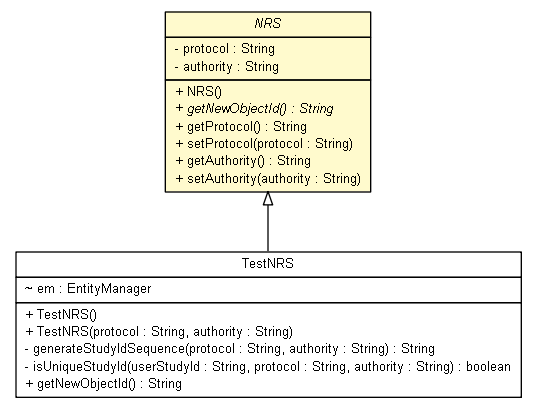 NRS
- protocol : String
- authority : String
+ NRS()
+ getNewObjectId() : String
+ getProtocol() : String
+ setProtocol(protocol : String)
+ getAuthority() : String
+ setAuthority(authority : String)
TestNRS
~ em : EntityManager
+ TestNRS()
+ TestNRS(protocol : String, authority : String)
- generateStudyIdSequence(protocol : String, authority : String) : String
- isUniqueStudyId(userStudyId : String, protocol : String, authority : String) : boolean
+ getNewObjectId() : String